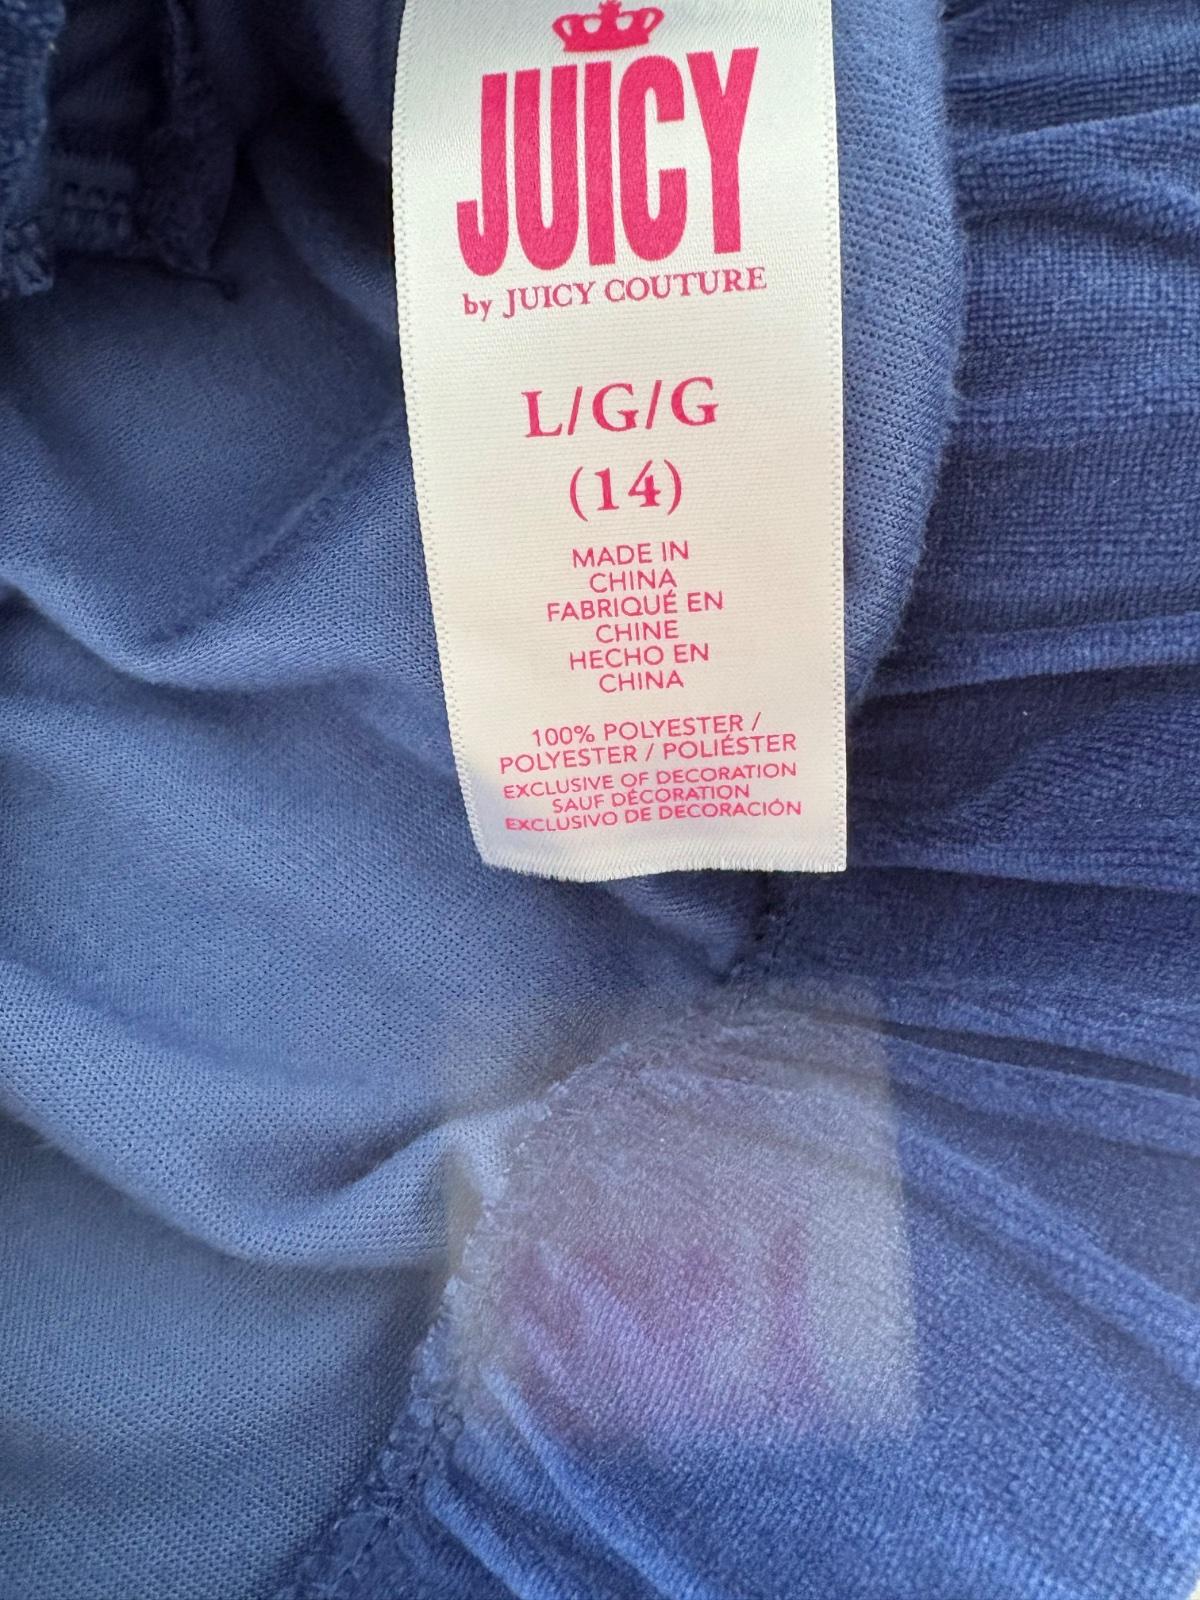 JUICY
by JUICY COUTURE
L/G/G
(14)
MADE IN
CHINA
FABRIQUÉ EN
CHINE
HECHO EN
CHINA
100% POLYESTER /
POLYESTER / POLIÉSTER
EXCLUSIVE OF DECORATION
SAUF DÉCORATION
EXCLUSIVO DE DECORACIÓN